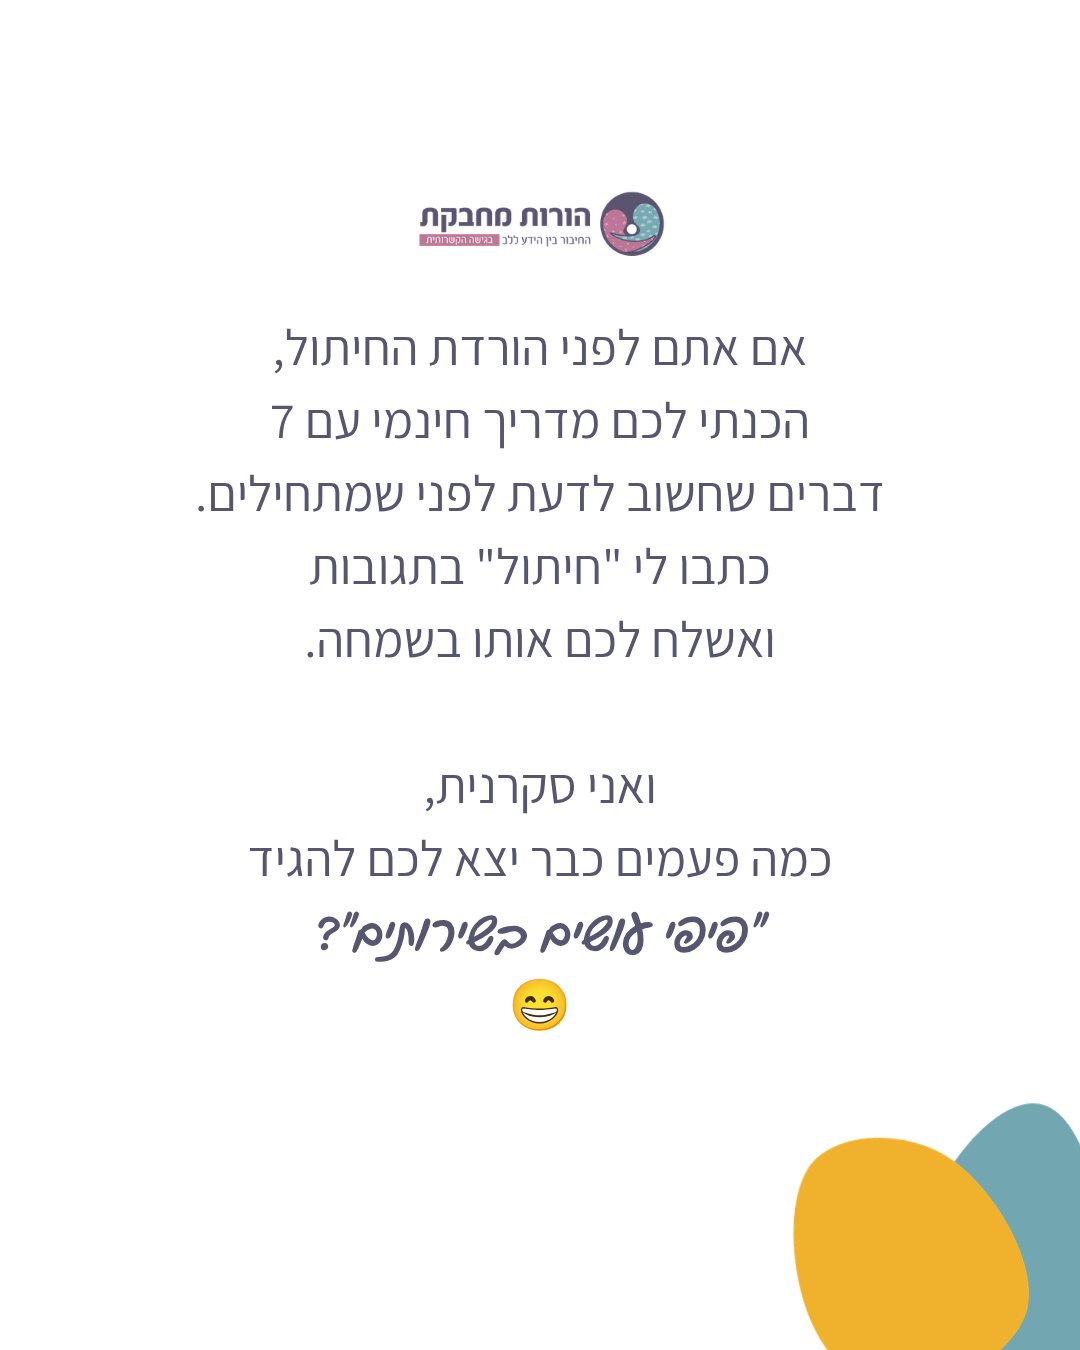 הורות מחבקת
החיבור בין הידע ללב בגישה הקשרותית
אם אתם לפני הורדת החיתול,
הכנתי לכם מדריך חינמי עם 7
דברים שחשוב לדעת לפני שמתחילים.
כתבו לי "חיתול" בתגובות
ואשלח לכם אותו בשמחה.
ואני סקרנית,
כמה פעמים כבר יצא לכם להגיד
"פיפי עושים בשירותים"?
😁